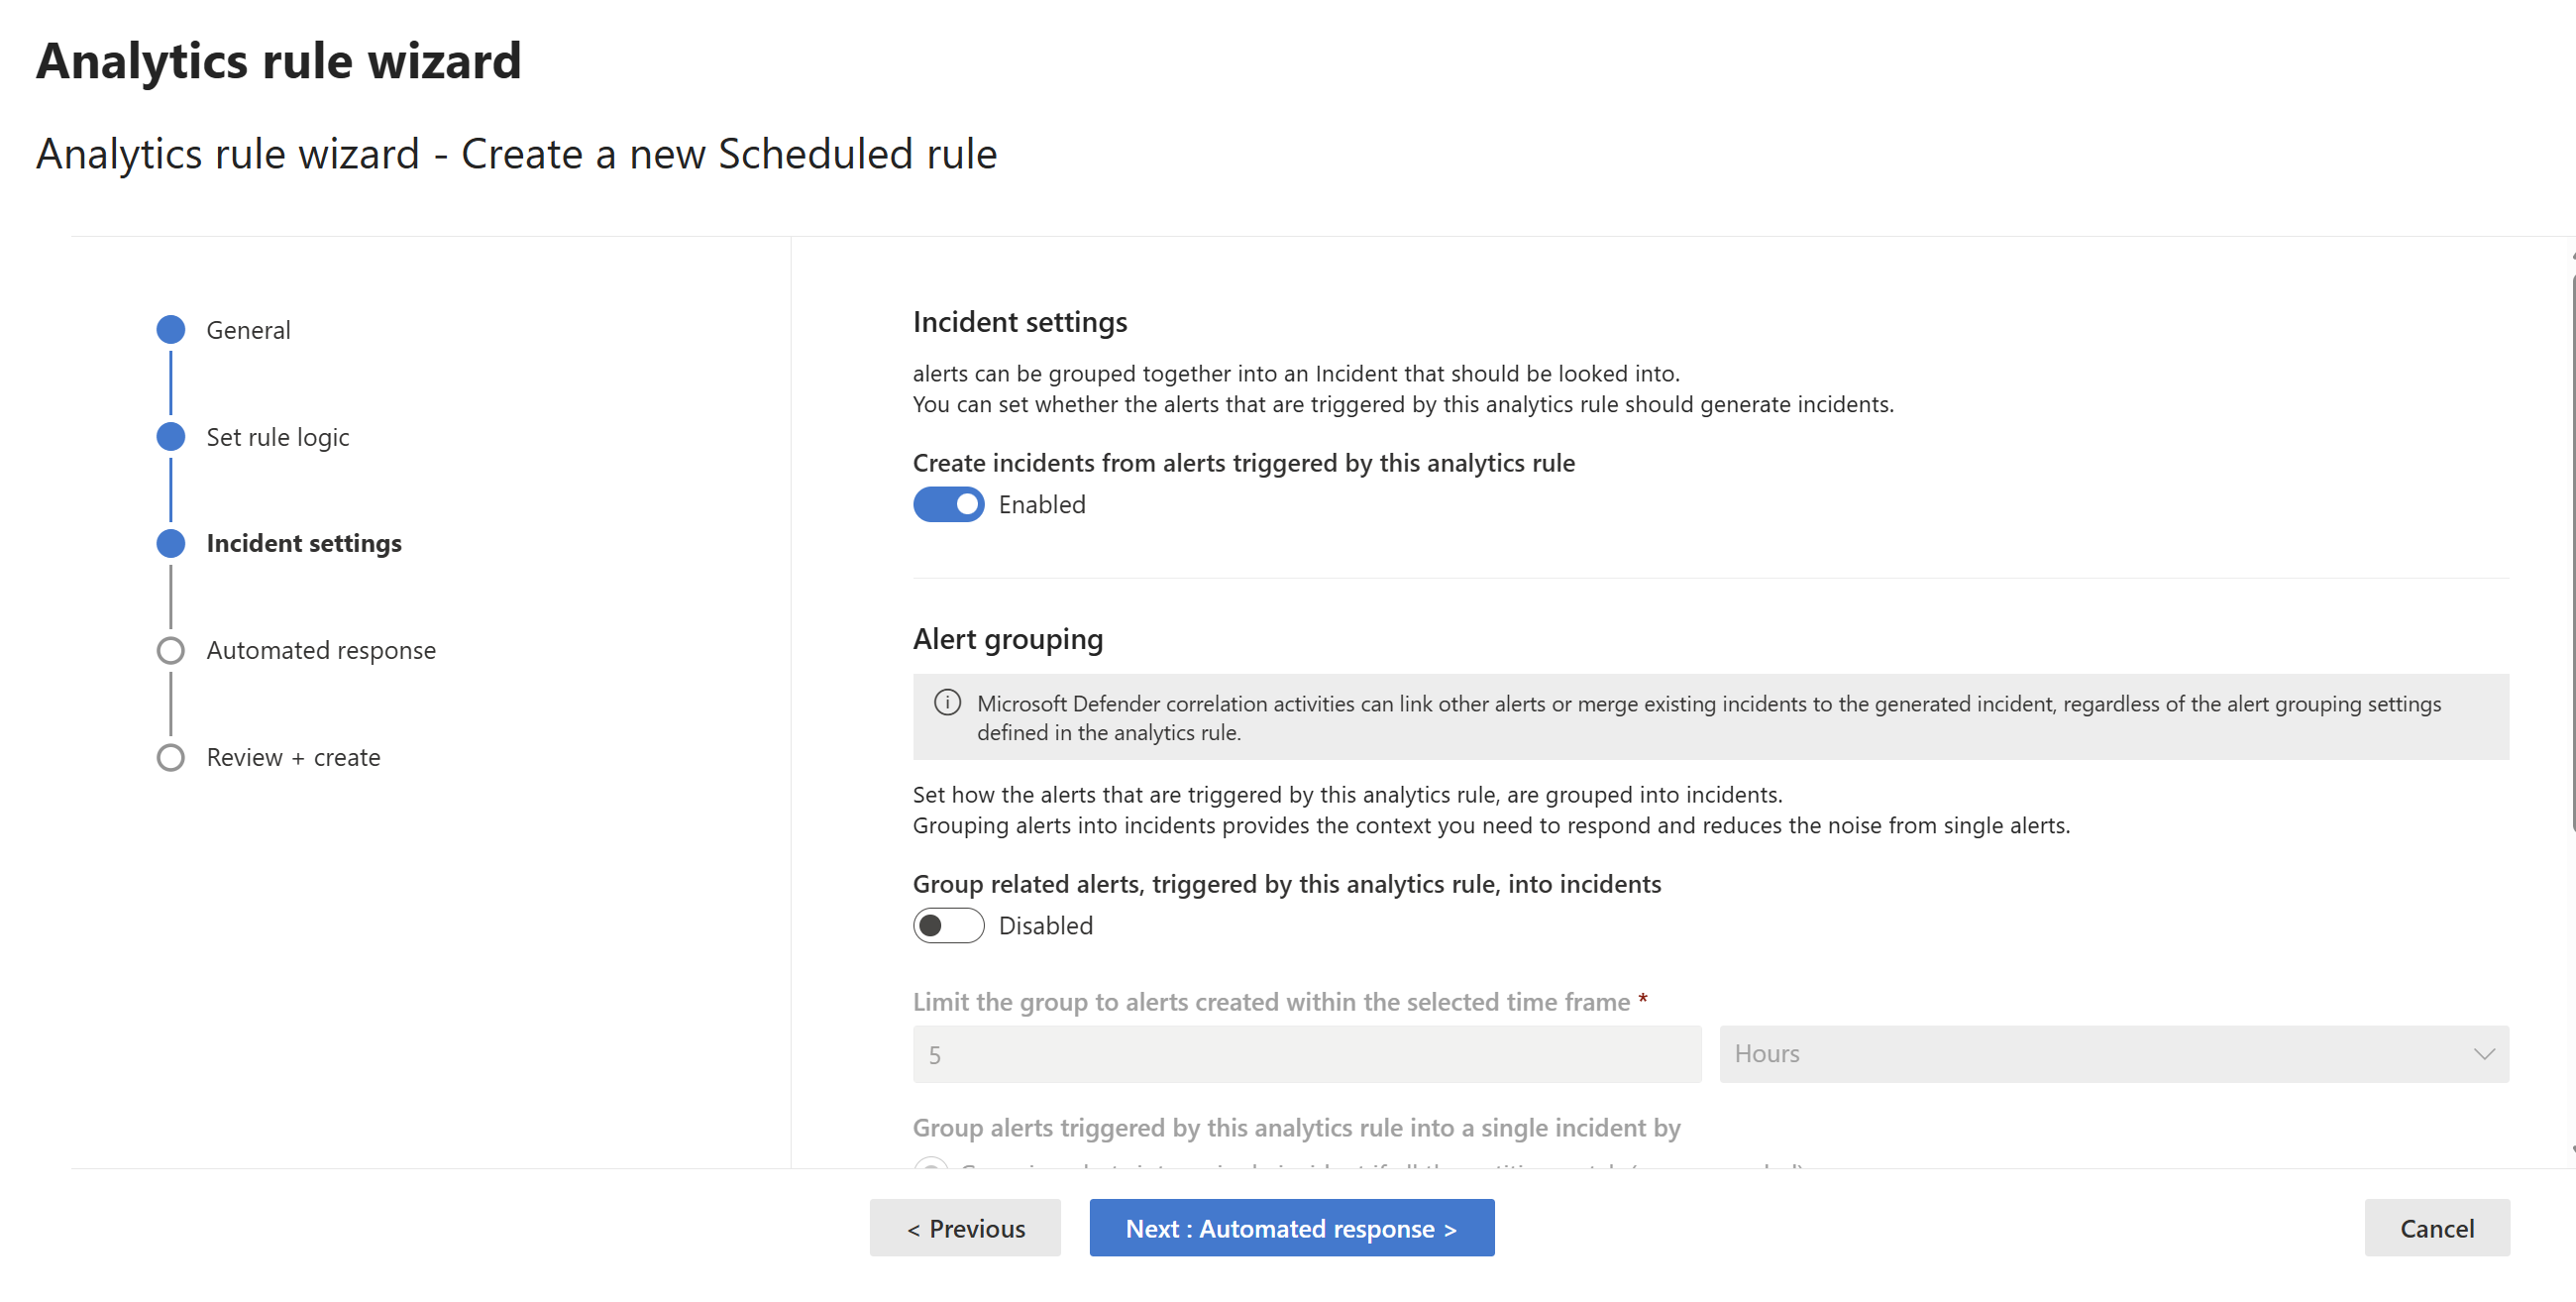 Analytics rule wizard
Analytics rule wizard - Create a new Scheduled rule
General
Set rule logic
Incident settings
Automated response
Review + create
Incident settings
alerts can be grouped together into an Incident that should be looked into.
You can set whether the alerts that are triggered by this analytics rule should generate incidents.
Create incidents from alerts triggered by this analytics rule
Enabled
Alert grouping
Microsoft Defender correlation activities can link other alerts or merge existing incidents to the generated incident, regardless of the alert grouping settings
defined in the analytics rule.
Set how the alerts that are triggered by this analytics rule, are grouped into incidents.
Grouping alerts into incidents provides the context you need to respond and reduces the noise from single alerts.
Group related alerts, triggered by this analytics rule, into incidents
Disabled
Limit the group to alerts created within the selected time frame *
5
Hours
Group alerts triggered by this analytics rule into a single incident by
< Previous
Next : Automated response >
Cancel